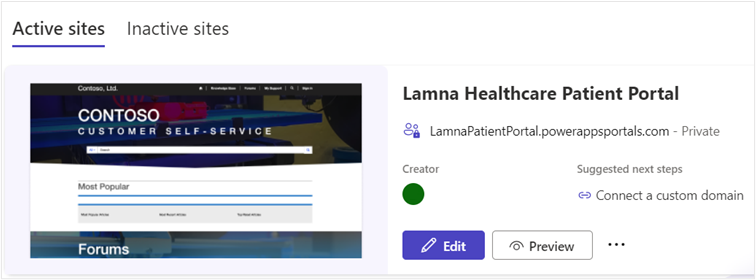 Active sites
Inactive sites
Contoso, Ltd.
Knowledge Base
Forums
My Support
Sign in
CONTOSO
CUSTOMER SELF-SERVICE
Search
Most Popular
Most Popular Articles
Most Recent Articles
Top Rated Articles
Forums
Lamna Healthcare Patient Portal
LamnaPatientPortal.powerappsportals.com - Private
Creator
Suggested next steps
Connect a custom domain
Edit
Preview